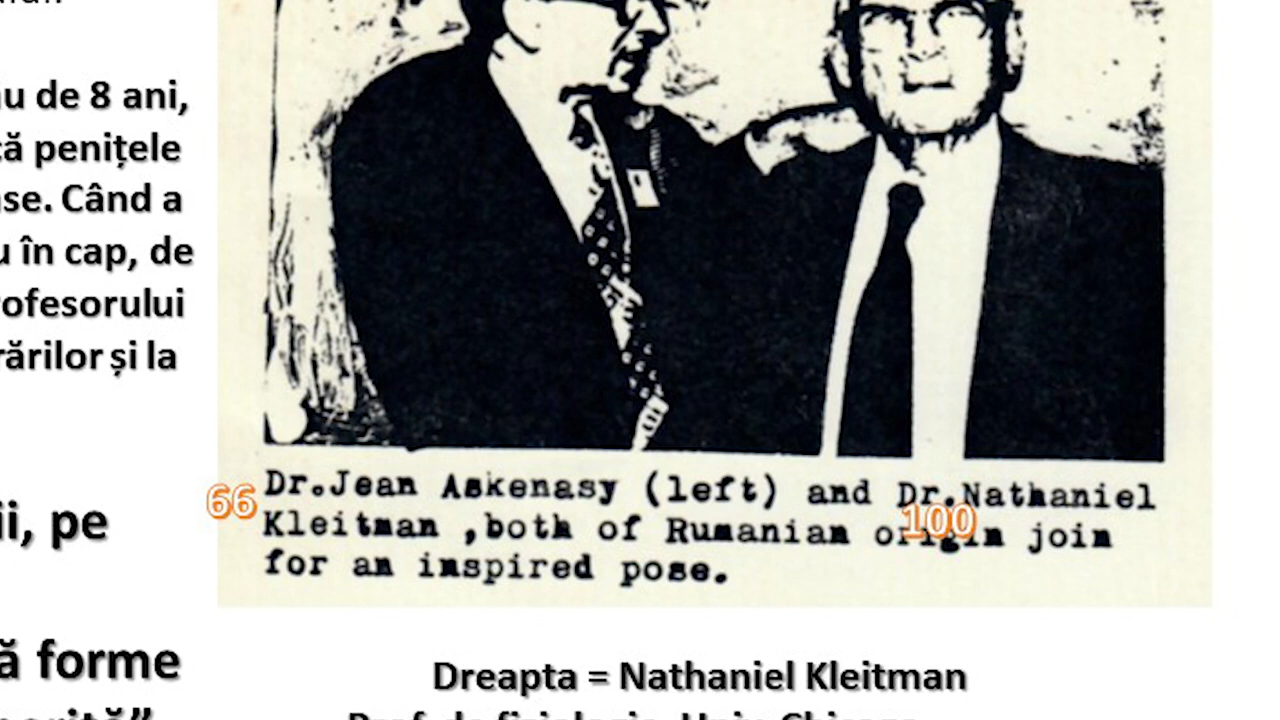 u de 8 ani,
că penițele
se. Când a
u în cap, de
rofesorului
rărilor și la
ii, pe
ă forme
Dr.Jean Askenasy (left) and Dr.Nathaniel
66
Kleitman ,both of Rumanian origin join
100
for an inspired pose.
Dreapta = Nathaniel Kleitman